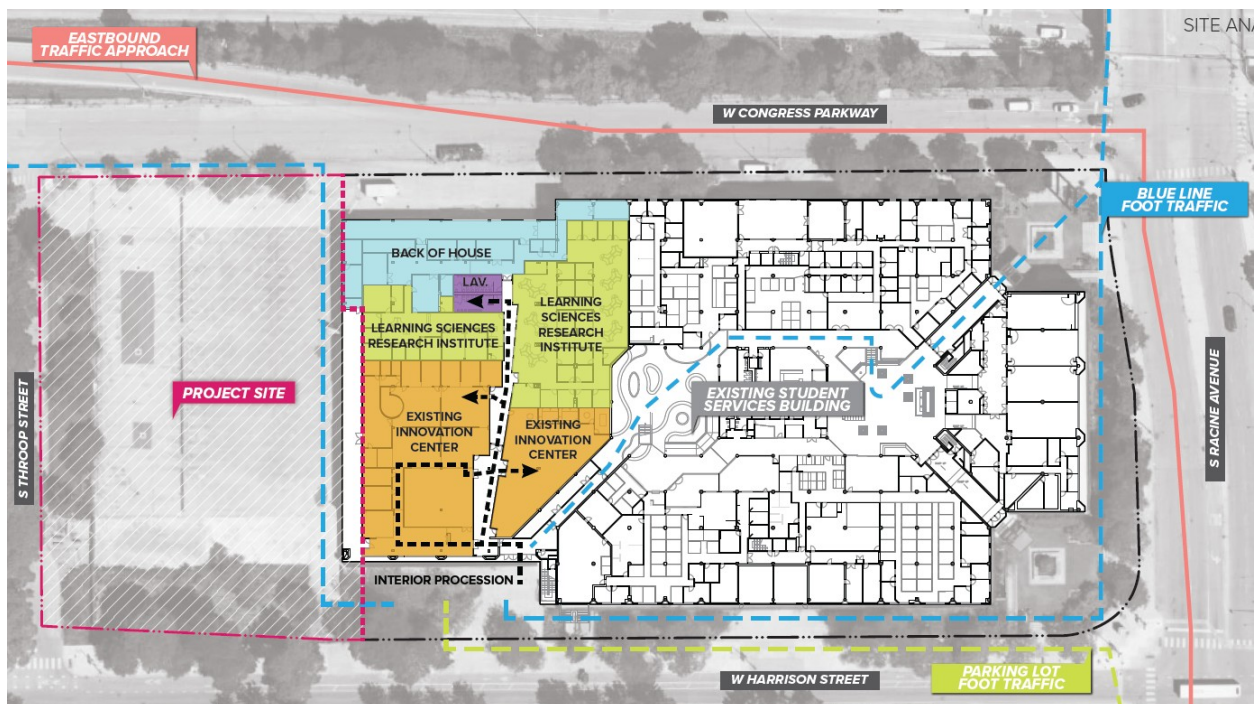 SITE ANA
EASTBOUND
TRAFFIC APPROACH
W CONGRESS PARKWAY
BLUE LINE
FOOT TRAFFIC
BACK OF HOUSE
LAV.
LEARNING
SCIENCES
RESEARCH
INSTITUTE
LEARNING SCIENCES
RESEARCH INSTITUTE
PROJECT SITE
S THROOP STREET
EXISTING STUDENT
SERVICES BUILDING
S RACINE AVENUE
EXISTING
INNOVATION
CENTER
EXISTING
INNOVATION
CENTER
INTERIOR PROCESSION
PARKING LOT
FOOT TRAFFIC
W HARRISON STREET